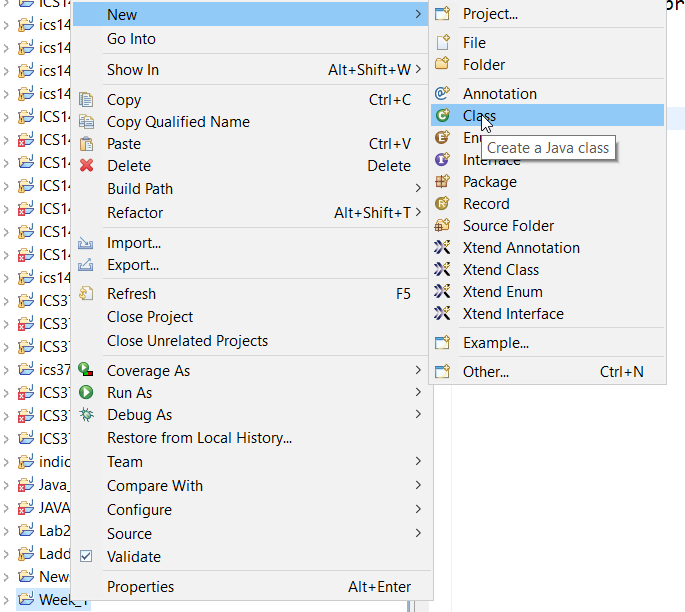 ICS14
ics14
ics14
ics14
ics14
ICS14
ICS14
ICS14
ICS14
ICS14
ICS14
ICS14
ics14
ICS37
ICS37
ICS37
ics37
ICS37
ICS37
ICS37
indic
Java_
JAVA
Lab2
Ladd
News
Week_1
New
Go Into
Show In Alt+Shift+W
Copy Ctrl+C
Copy Qualified Name
Paste Ctrl+V
Delete Delete
Build Path
Refactor Alt+Shift+T
Import...
Export...
Refresh F5
Close Project
Close Unrelated Projects
Coverage As
Run As
Debug As
Restore from Local History...
Team
Compare With
Configure
Source
Validate
Properties Alt+Enter
Project...
File
Folder
Annotation
Class
Create a Java class
Interface
Package
Record
Source Folder
Xtend Annotation
Xtend Class
Xtend Enum
Xtend Interface
Example...
Other... Ctrl+N